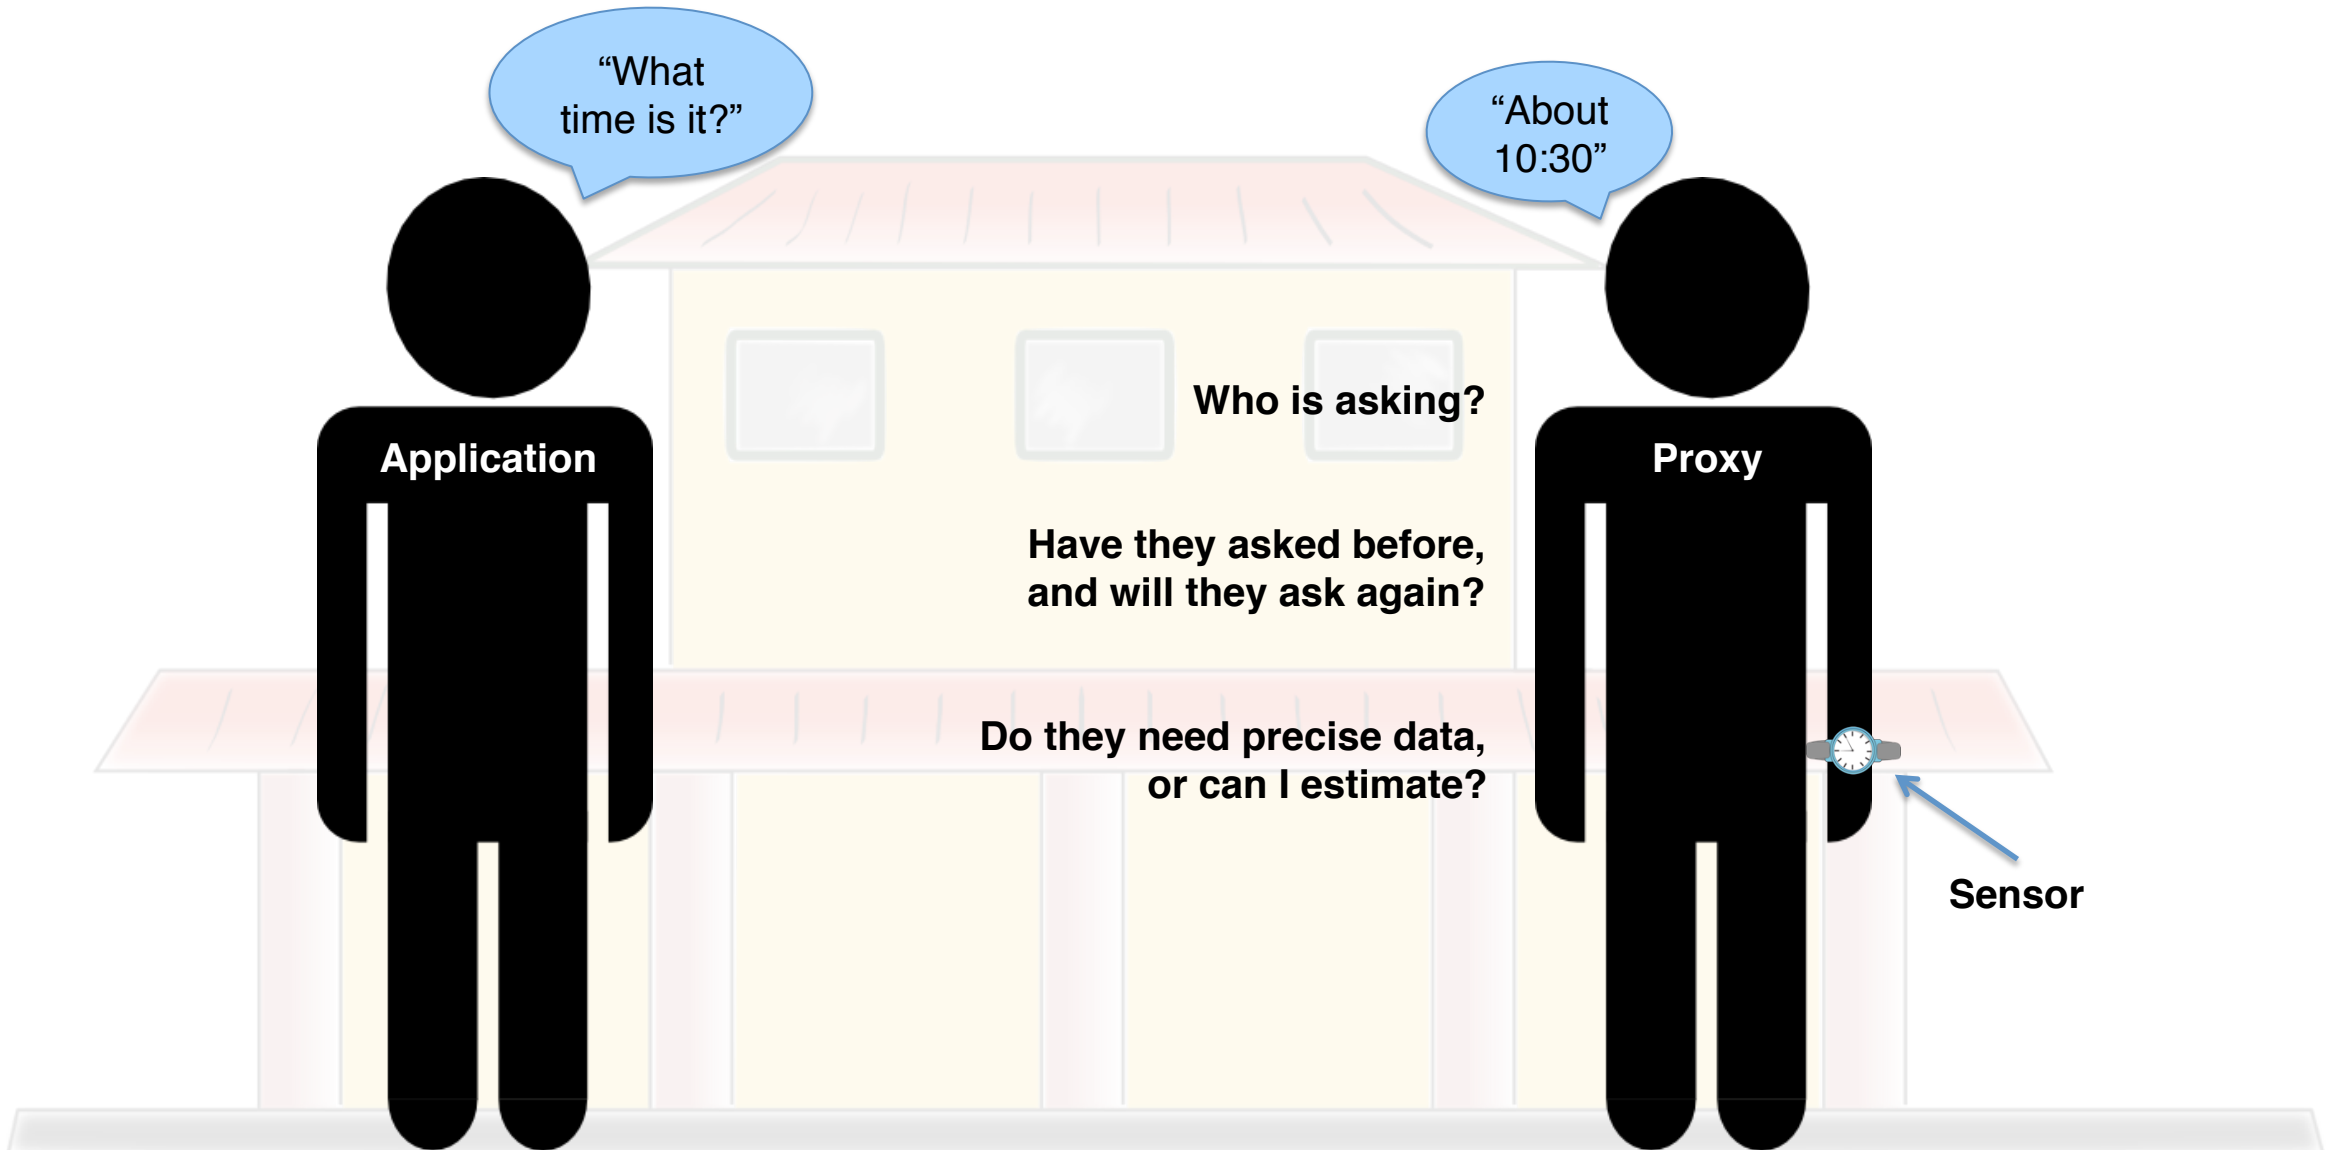 “What
time is it?”
“About
10:30”
Application
Proxy
Who is asking?
Have they asked before,
and will they ask again?
Do they need precise data,
or can I estimate?
Sensor